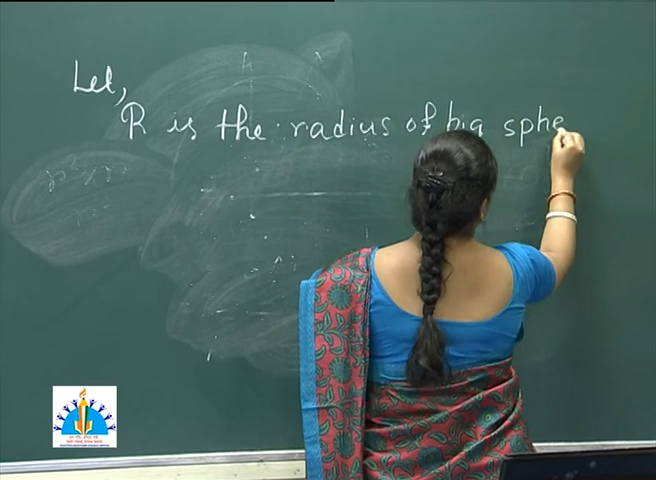 Let,
R is the radius of big sphe